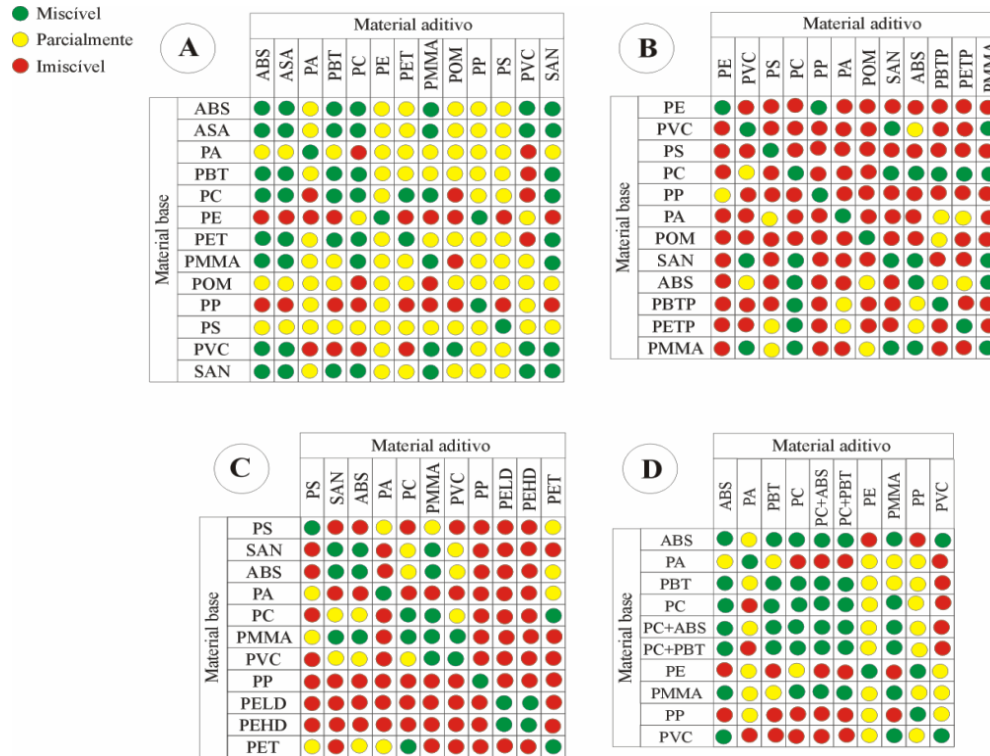 Miscível
Parcialmente
Imiscível
A
Material aditivo
ABS ASA PA PBT PC PE PET PMMA POM PP PS PVC SAN
Material base
ABS
ASA
PA
PBT
PC
PE
PET
PMMA
POM
PP
PS
PVC
SAN
B
Material aditivo
PE PVC PS PC PP PA POM SAN ABS PBTP PETP PMMA
Material base
PE
PVC
PS
PC
PP
PA
POM
SAN
ABS
PBTP
PETP
PMMA
C
Material aditivo
PS SAN ABS PA PC PMMA PVC PP PELD PEHD PET
Material base
PS
SAN
ABS
PA
PC
PMMA
PVC
PP
PELD
PEHD
PET
D
Material aditivo
ABS PA PBT PC PC+ABS PC+PBT PE PMMA PP PVC
Material base
ABS
PA
PBT
PC
PC+ABS
PC+PBT
PE
PMMA
PP
PVC